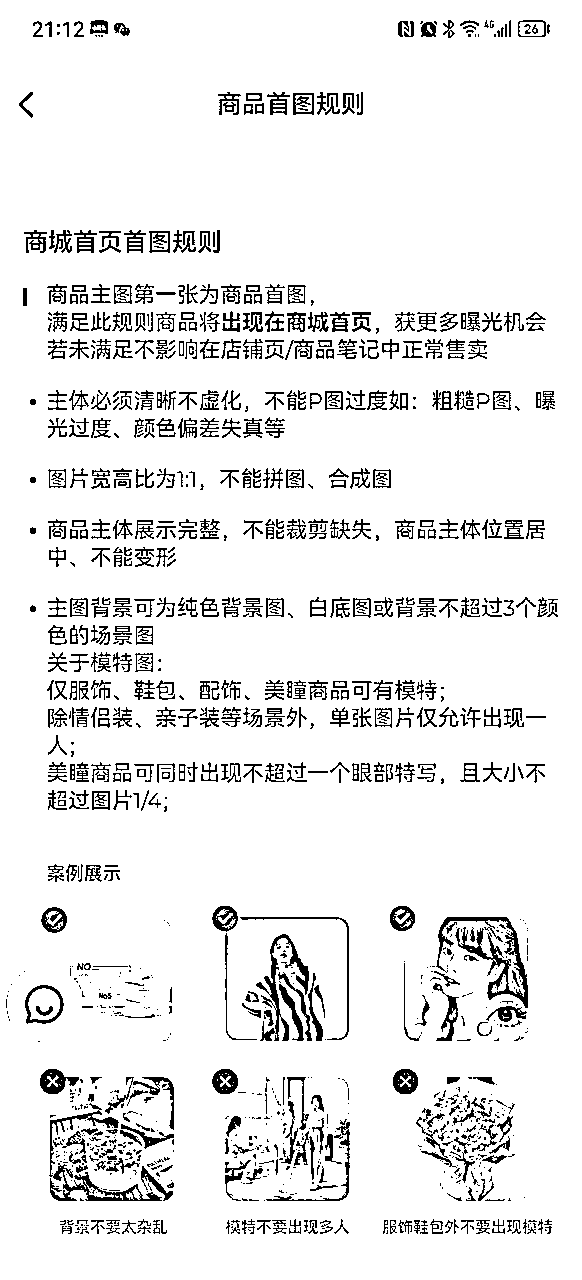 21:12
4G
26
商品首图规则
商城首页首图规则
商品主图第一张为商品首图，
满足此规则商品将出现在商城首页，获更多曝光机会
若未满足不影响在店铺页/商品笔记中正常售卖
• 主体必须清晰不虚化，不能P图过度如：粗糙P图、曝
光过度、颜色偏差失真等
• 图片宽高比为1:1，不能拼图、合成图
• 商品主体展示完整，不能裁剪缺失，商品主体位置居
中、不能变形
• 主图背景可为纯色背景图、白底图或背景不超过3个颜
色的场景图
关于模特图：
仅服饰、鞋包、配饰、美瞳商品可有模特；
除情侣装、亲子装等场景外，单张图片仅允许出现一
人；
美瞳商品可同时出现不超过一个眼部特写，且大小不
超过图片1/4；
案例展示
NO
No5
背景不要太杂乱
模特不要出现多人
服饰鞋包外不要出现模特